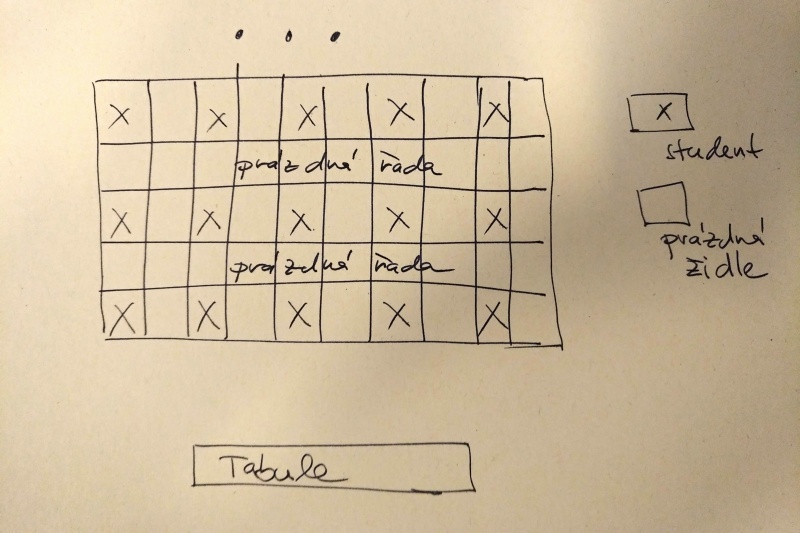 • • •
X X X X X
prázdná řada
X X X X X
prázdná řada
X X X X X
Tabule
X
student
prázdná
židle